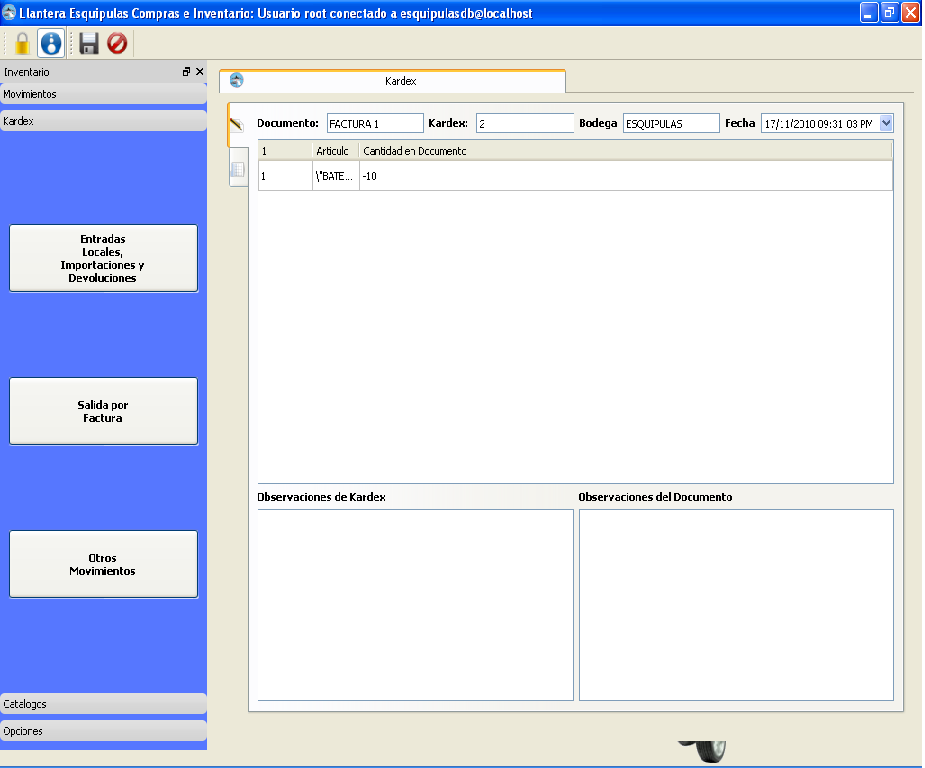 Llantera Esquipulas Compras e Inventario: Usuario root conectado a esquipulasdb@localhost
Inventario
Movimientos
Kardex
Entradas
Locales,
Importaciones y
Devoluciones
Salida por
Factura
Otros
Movimientos
Catalogos
Opciones
Kardex
Documento: FACTURA 1 Kardex: 2 Bodega ESQUIPULAS Fecha 17/11/2010 09:31:03 PM
1 Articulo Cantidad en Documento
1 \"BATE... -10
Observaciones de Kardex Observaciones del Documento